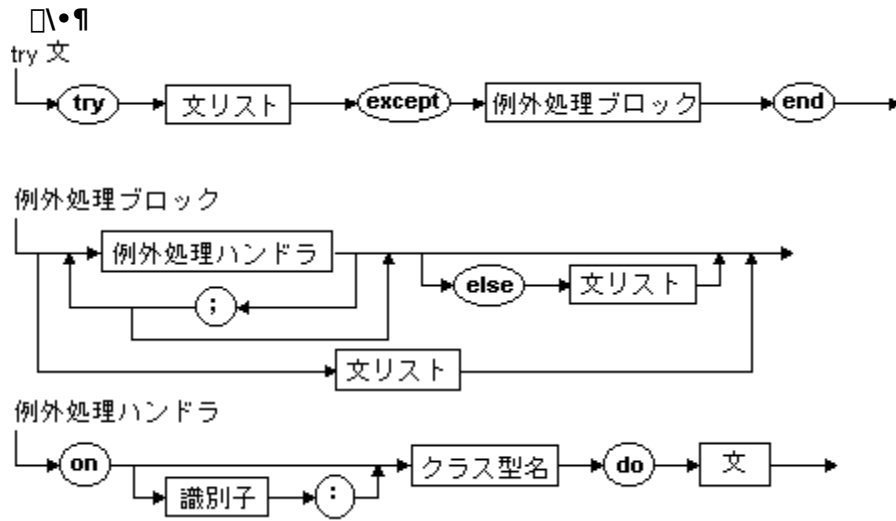 \•¶
try 文
try 文リスト except 例外処理ブロック end
例外処理ブロック
例外処理ハンドラ
else 文リスト
;
文リスト
例外処理ハンドラ
on クラス型名 do 文
識別子 :